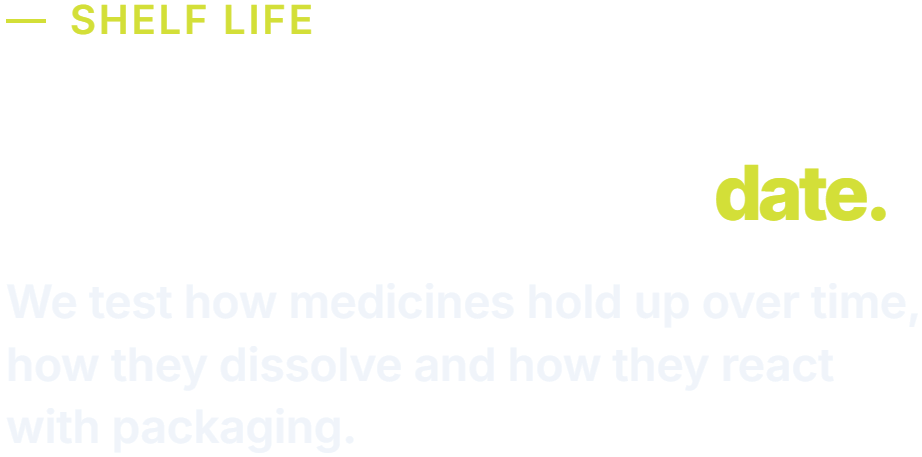 — SHELF LIFE
date.
We test how medicines hold up over time,
how they dissolve and how they react
with packaging.